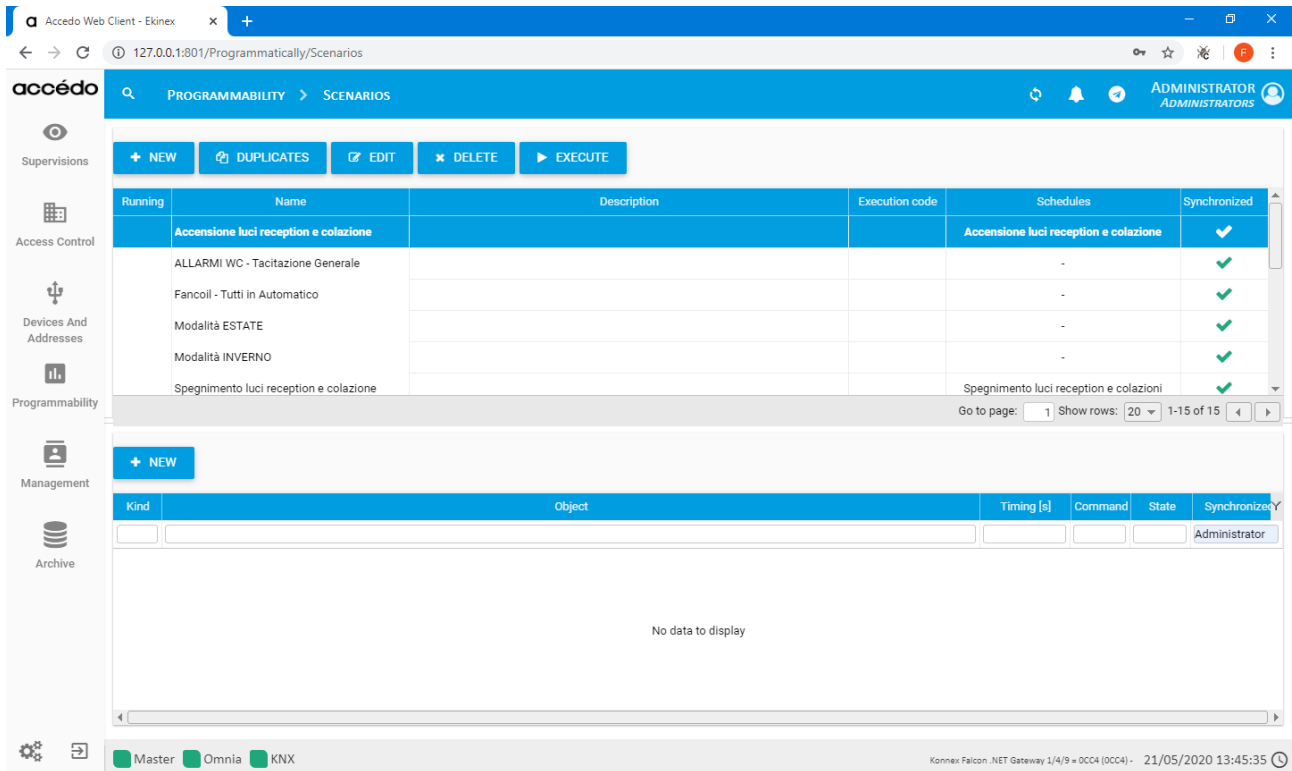 a Accedo Web Client - Ekinex
127.0.0.1:801/Programmatically/Scenarios
F
accédo
PROGRAMMABILITY > SCENARIOS
ADMINISTRATOR
ADMINISTRATORS
Supervisions
Access Control
Devices And
Addresses
Programmability
Management
Archive
NEW
DUPLICATES
EDIT
DELETE
EXECUTE
Running Name Description Execution code Schedules Synchronized
Accensione luci reception e colazione Accensione luci reception e colazione
ALLARMI WC - Tacitazione Generale -
Fancoil - Tutti in Automatico -
Modalità ESTATE -
Modalità INVERNO -
Spegnimento luci reception e colazione Spegnimento luci reception e colazioni
Go to page: 1 Show rows: 20 1-15 of 15
NEW
Kind Object Timing [s] Command State Synchronized
Administrator
No data to display
Master Omnia KNX
Konnex Falcon .NET Gateway 1/4/9 = 0CC4 (0CC4) - 21/05/2020 13:45:35